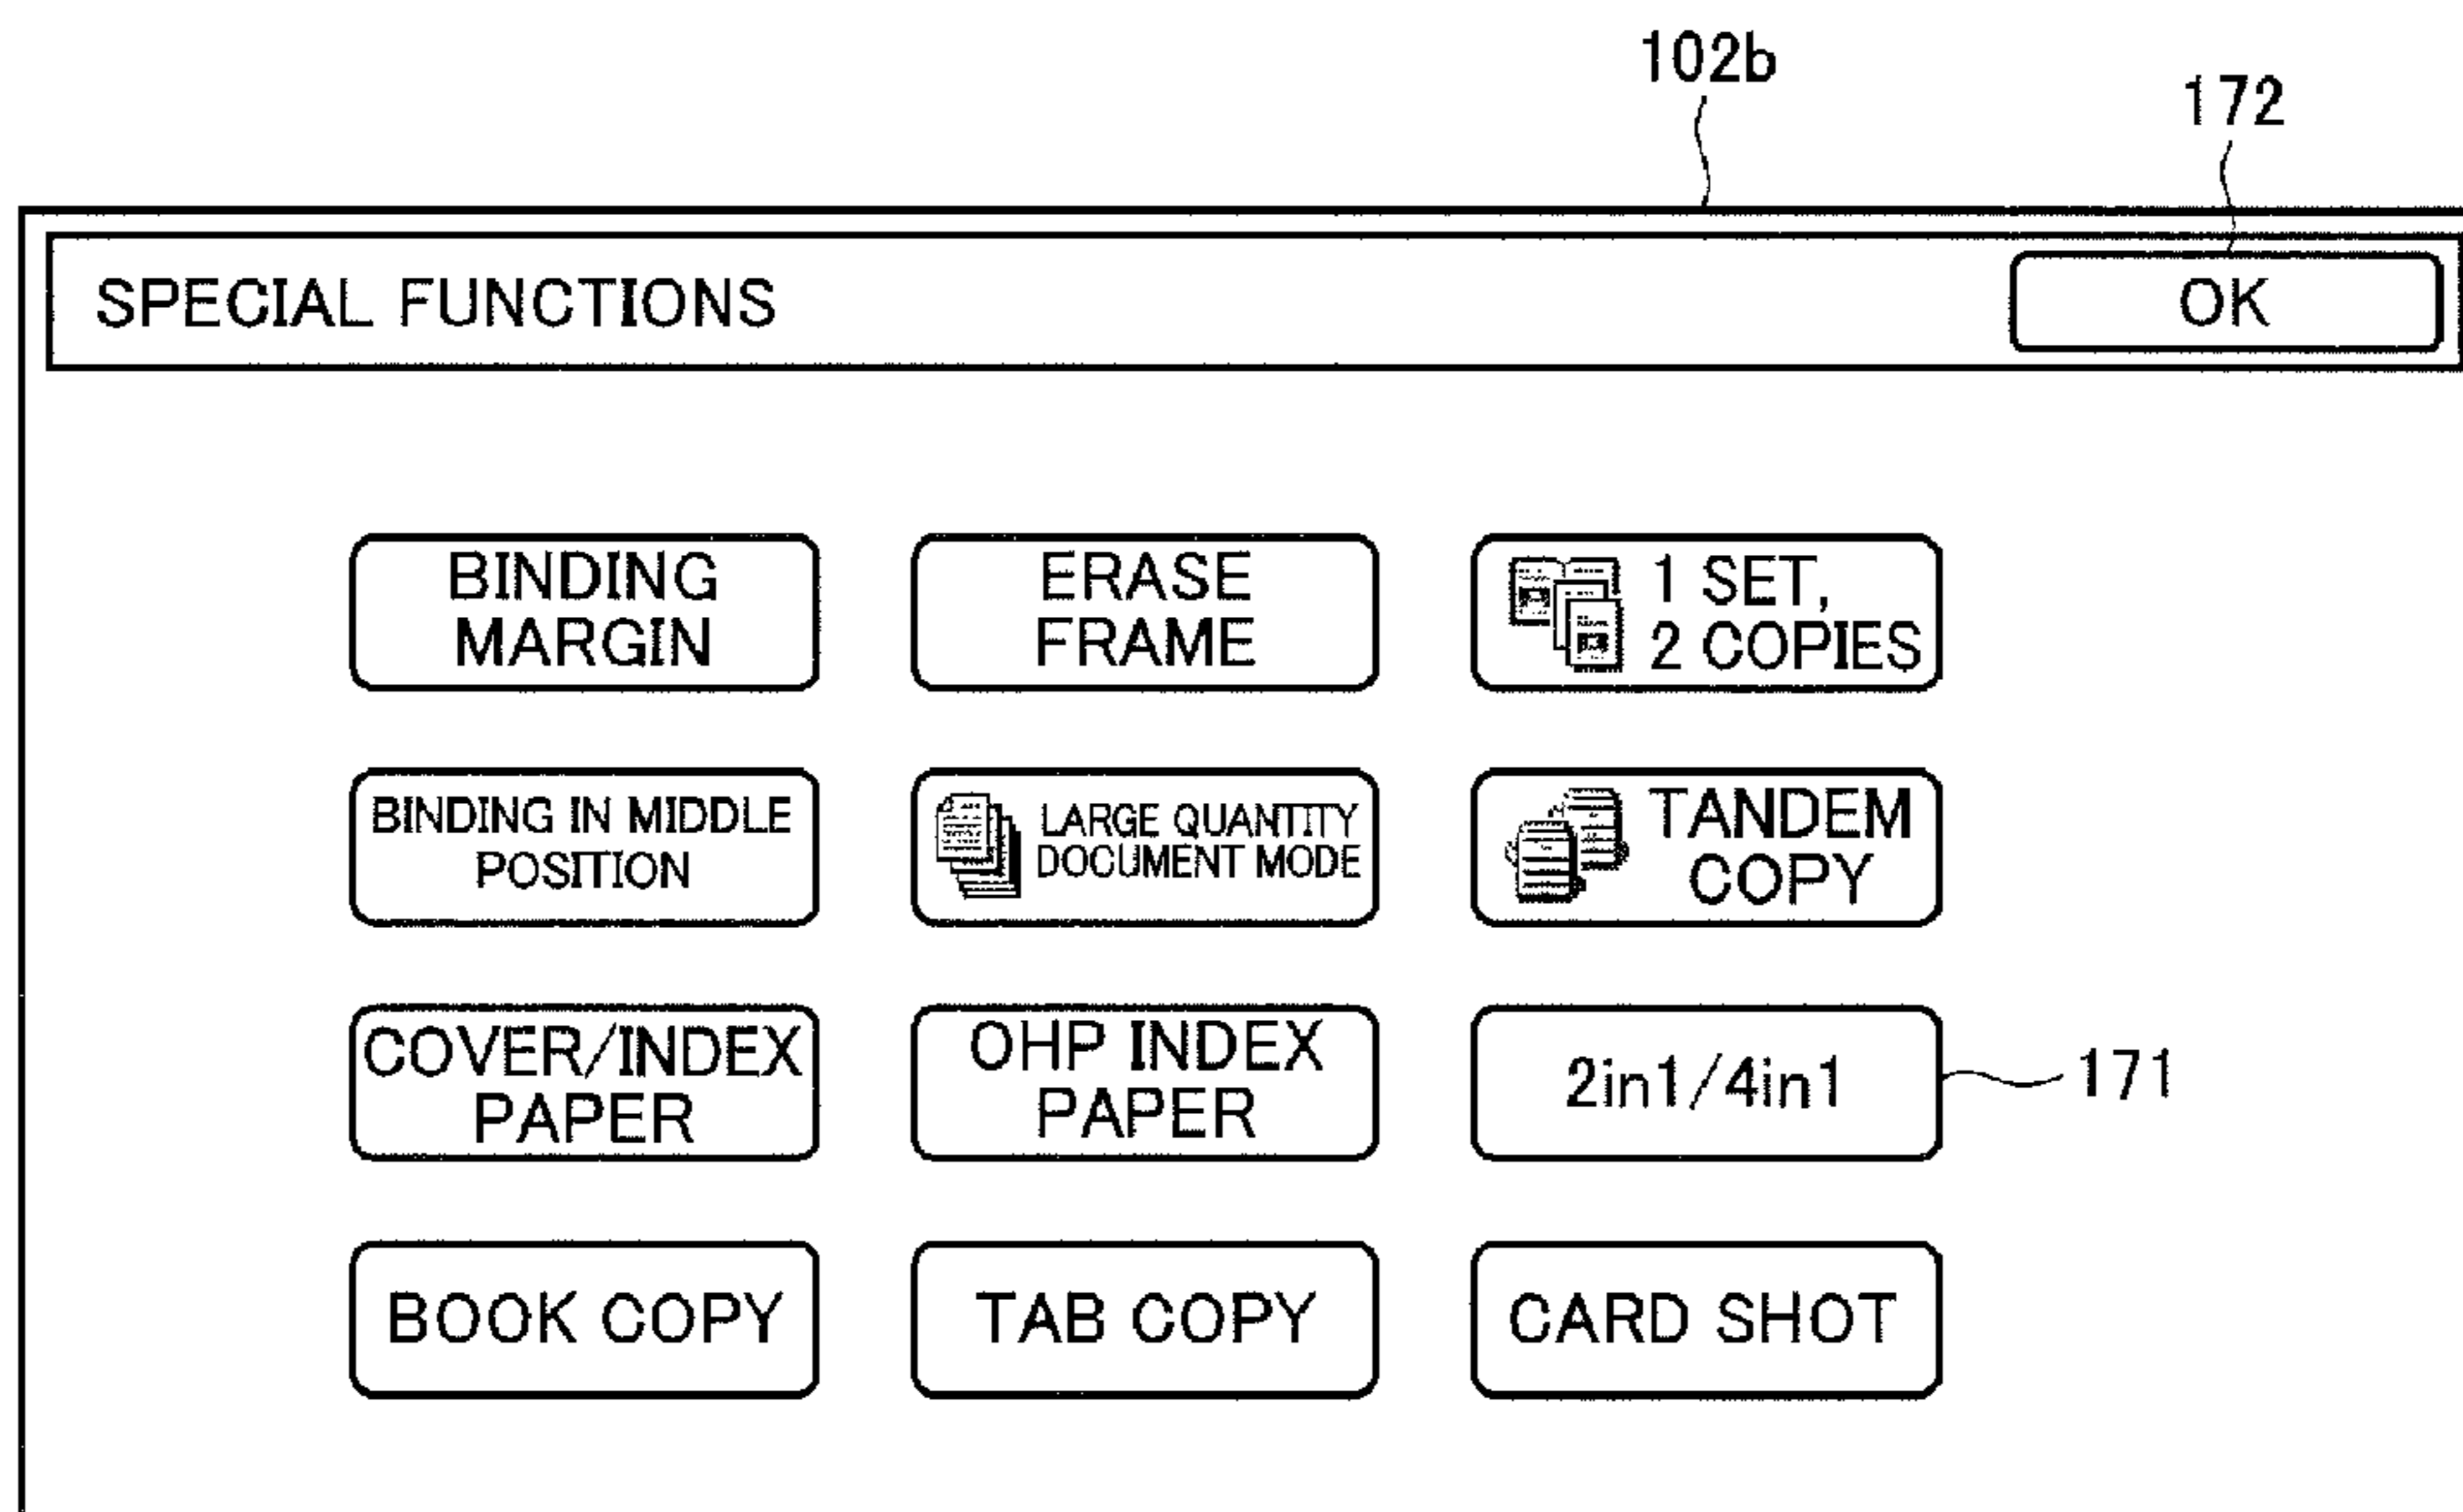 102b
172
SPECIAL FUNCTIONS
OK
BINDING
MARGIN
ERASE
FRAME
1 SET,
2 COPIES
BINDING IN MIDDLE
POSITION
LARGE QUANTITY
DOCUMENT MODE
TANDEM
COPY
COVER/INDEX
PAPER
OHP INDEX
PAPER
2in1/4in1
171
BOOK COPY
TAB COPY
CARD SHOT